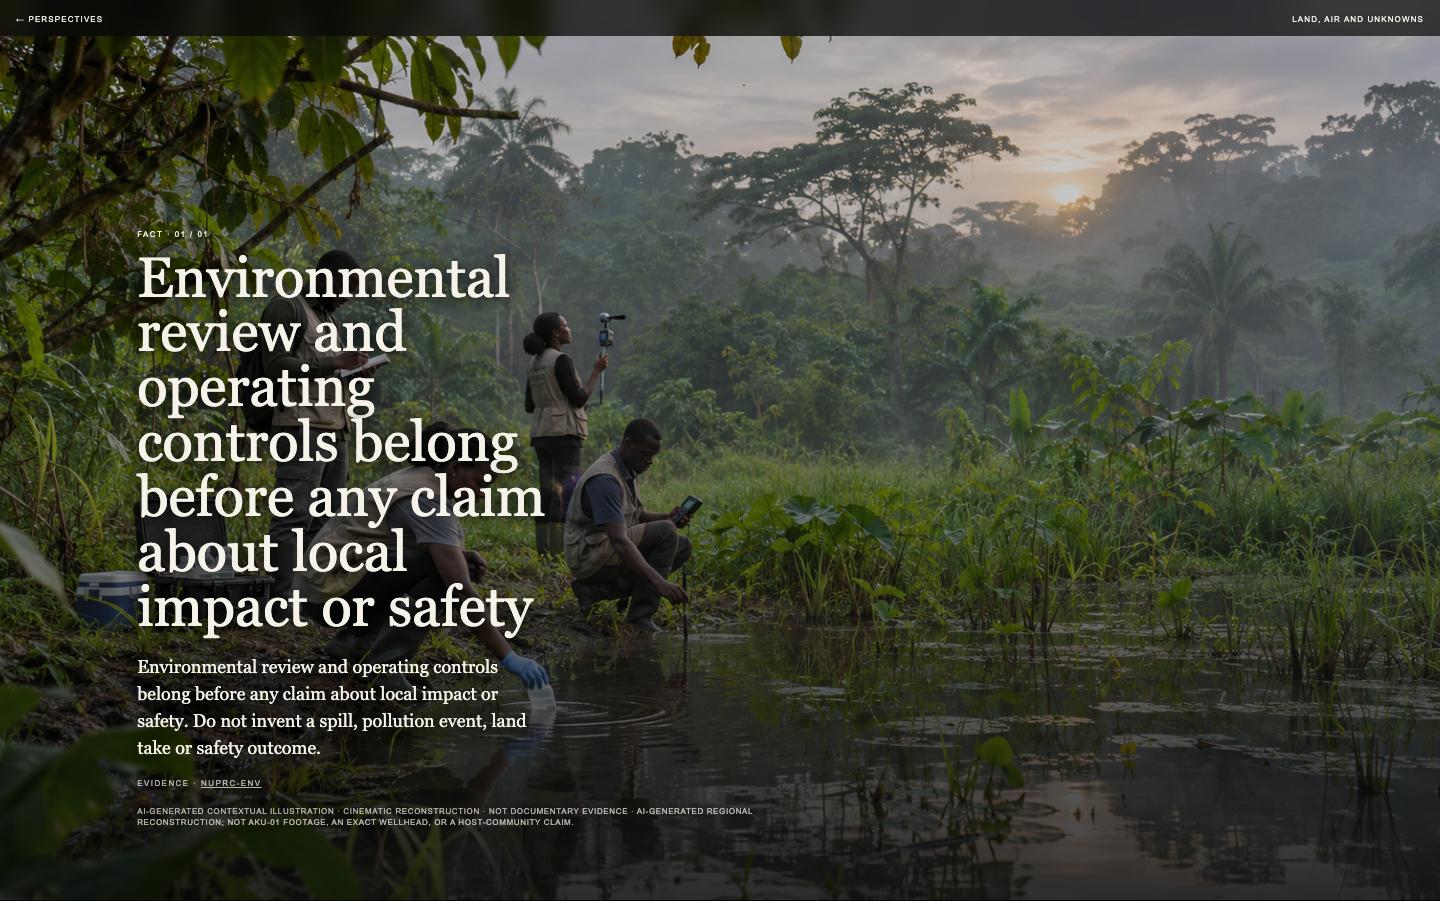 ← PERSPECTIVES
LAND, AIR AND UNKNOWNS
FACT · 01 / 01
Environmental
review and
operating
controls belong
before any claim
about local
impact or safety
Environmental review and operating controls
belong before any claim about local impact or
safety. Do not invent a spill, pollution event, land
take or safety outcome.
EVIDENCE · NUPRC-ENV
AI-GENERATED CONTEXTUAL ILLUSTRATION · CINEMATIC RECONSTRUCTION · NOT DOCUMENTARY EVIDENCE · AI-GENERATED REGIONAL
RECONSTRUCTION; NOT AKU-01 FOOTAGE, AN EXACT WELLHEAD, OR A HOST-COMMUNITY CLAIM.